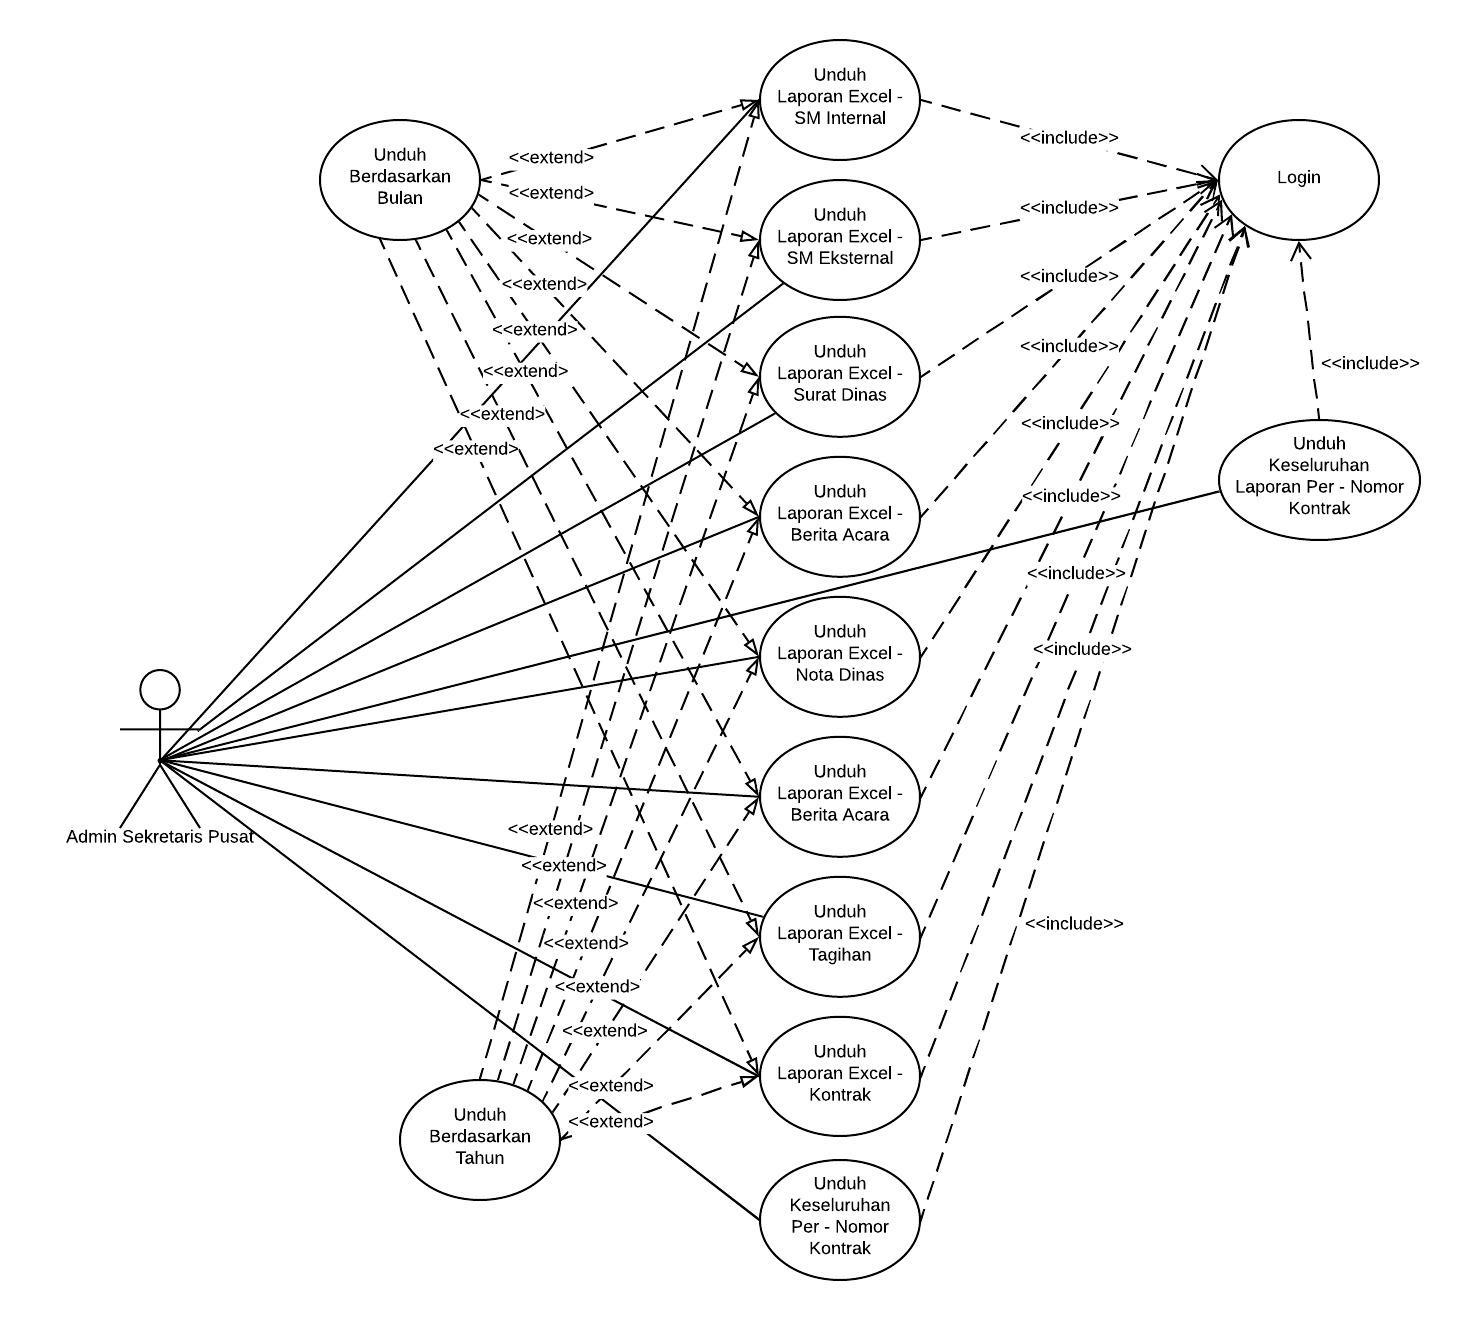 Unduh
Laporan Excel -
SM Internal
<<include>>
<<extend>
Unduh
Berdasarkan
Bulan
Login
<<extend>
Unduh
Laporan Excel -
SM Eksternal
<<include>>
<<extend>
<<include>>
<<extend>
<<extend>
Unduh
Laporan Excel -
Surat Dinas
<<include>>
<<include>>
<<extend>
<<extend>
<<include>>
<<extend>
Unduh
Keseluruhan
Laporan Per - Nomor
Kontrak
Unduh
Laporan Excel -
Berita Acara
<<include>>
<<include>>
Unduh
Laporan Excel -
Nota Dinas
<<include>>
Unduh
Laporan Excel -
Berita Acara
Admin Sekretaris Pusat
<<extend>
<<extend>
<<extend>
Unduh
Laporan Excel -
Tagihan
<<include>>
<<extend>
<<extend>
<<extend>
Unduh
Laporan Excel -
Kontrak
<<extend>
<<extend>
Unduh
Berdasarkan
Tahun
Unduh
Keseluruhan
Per - Nomor
Kontrak